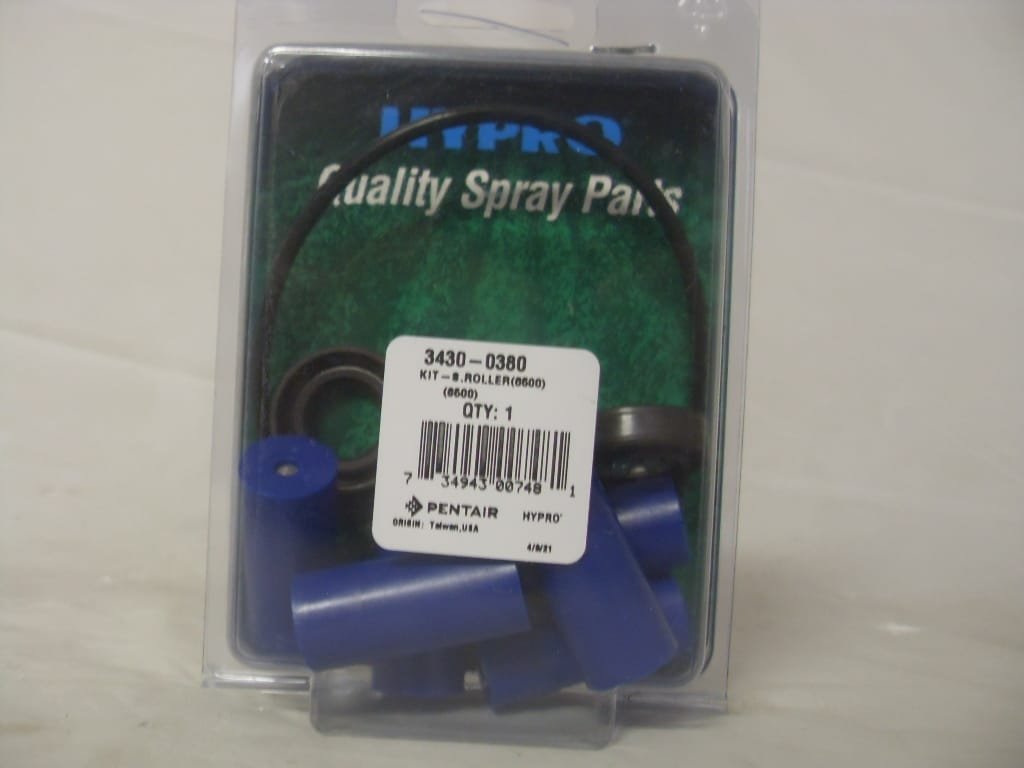 HYPRO
Quality Spray Parts
3430-0380
KIT-8.ROLLER(6500)
(6500)
QTY: 1
7 34943 00748 1
PENTAIR HYPRO
ORIGIN: Taiwan,USA
4/9/21